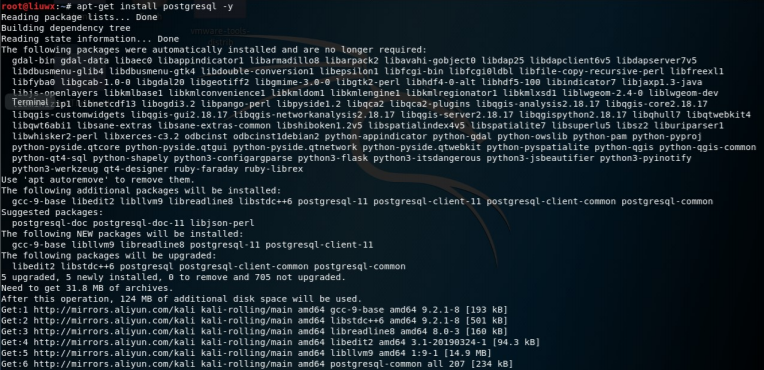 root@liuwx:~# apt-get install postgresql -y
Reading package lists... Done
Building dependency tree
Reading state information... Done
The following packages were automatically installed and are no longer required:
gdal-bin gdal-data libaec0 libappindicator1 libarmadillo8 libarpack2 libavahi-gobject0 libdap25 libdapclient6v5 libdapserver7v5
libdbusmenu-glib4 libdbusmenu-gtk4 libdouble-conversion1 libepsilon1 libfcgi-bin libfcgi0ldbl libfile-copy-recursive-perl libfreexl1
libfyba0 libgcab-1.0-0 libgdal20 libgeotiff2 libgmime-3.0-0 libgtk2-perl libhdf4-0-alt libhdf5-100 libindicator7 libjaxp1.3-java
libjs-openlayers libkmlbase1 libkmlconvenience1 libkmldom1 libkmlengine1 libkmlregionator1 libkmlxsd1 liblwgeom-2.4-0 liblwgeom-dev
Terminal zip1 libnetcdf13 libogdi3.2 libpango-perl libpyside1.2 libqca2 libqca2-plugins libqgis-analysis2.18.17 libqgis-core2.18.17
libqgis-customwidgets libqgis-gui2.18.17 libqgis-networkanalysis2.18.17 libqgis-server2.18.17 libqgispython2.18.17 libqhull7 libqtwebkit4
libqwt6abi1 libsane-extras libsane-extras-common libshiboken1.2v5 libspatialindex4v5 libspatialite7 libsuperlu5 libss2 liburiparser1
libwhisker2-perl libxerces-c3.2 odbcinst odbcinst1debian2 python-appindicator python-gdal python-owslib python-pam python-pyproj
python-pyside.qtcore python-pyside.qtgui python-pyside.qtnetwork python-pyside.qtwebkit python-pyspatialite python-qgis python-qgis-common
python-qt4-sql python-shapely python3-configargparse python3-flask python3-itsdangerous python3-jsbeautifier python3-pyinotify
python3-werkzeug qt4-designer ruby-faraday ruby-librex
Use 'apt autoremove' to remove them.
The following additional packages will be installed:
gcc-9-base libedit2 libllvm9 libreadline8 libstdc++6 postgresql-11 postgresql-client-11 postgresql-client-common postgresql-common
Suggested packages:
postgresql-doc postgresql-doc-11 libjson-perl
The following NEW packages will be installed:
gcc-9-base libllvm9 libreadline8 postgresql-11 postgresql-client-11
The following packages will be upgraded:
libedit2 libstdc++6 postgresql postgresql-client-common postgresql-common
5 upgraded, 5 newly installed, 0 to remove and 705 not upgraded.
Need to get 31.8 MB of archives.
After this operation, 124 MB of additional disk space will be used.
Get:1 http://mirrors.aliyun.com/kali kali-rolling/main amd64 gcc-9-base amd64 9.2.1-8 [193 kB]
Get:2 http://mirrors.aliyun.com/kali kali-rolling/main amd64 libstdc++6 amd64 9.2.1-8 [501 kB]
Get:3 http://mirrors.aliyun.com/kali kali-rolling/main amd64 libreadline8 amd64 8.0-3 [160 kB]
Get:4 http://mirrors.aliyun.com/kali kali-rolling/main amd64 libedit2 amd64 3.1-20190324-1 [94.3 kB]
Get:5 http://mirrors.aliyun.com/kali kali-rolling/main amd64 libllvm9 amd64 1:9-1 [14.9 MB]
Get:6 http://mirrors.aliyun.com/kali kali-rolling/main amd64 postgresql-common all 207 [234 kB]